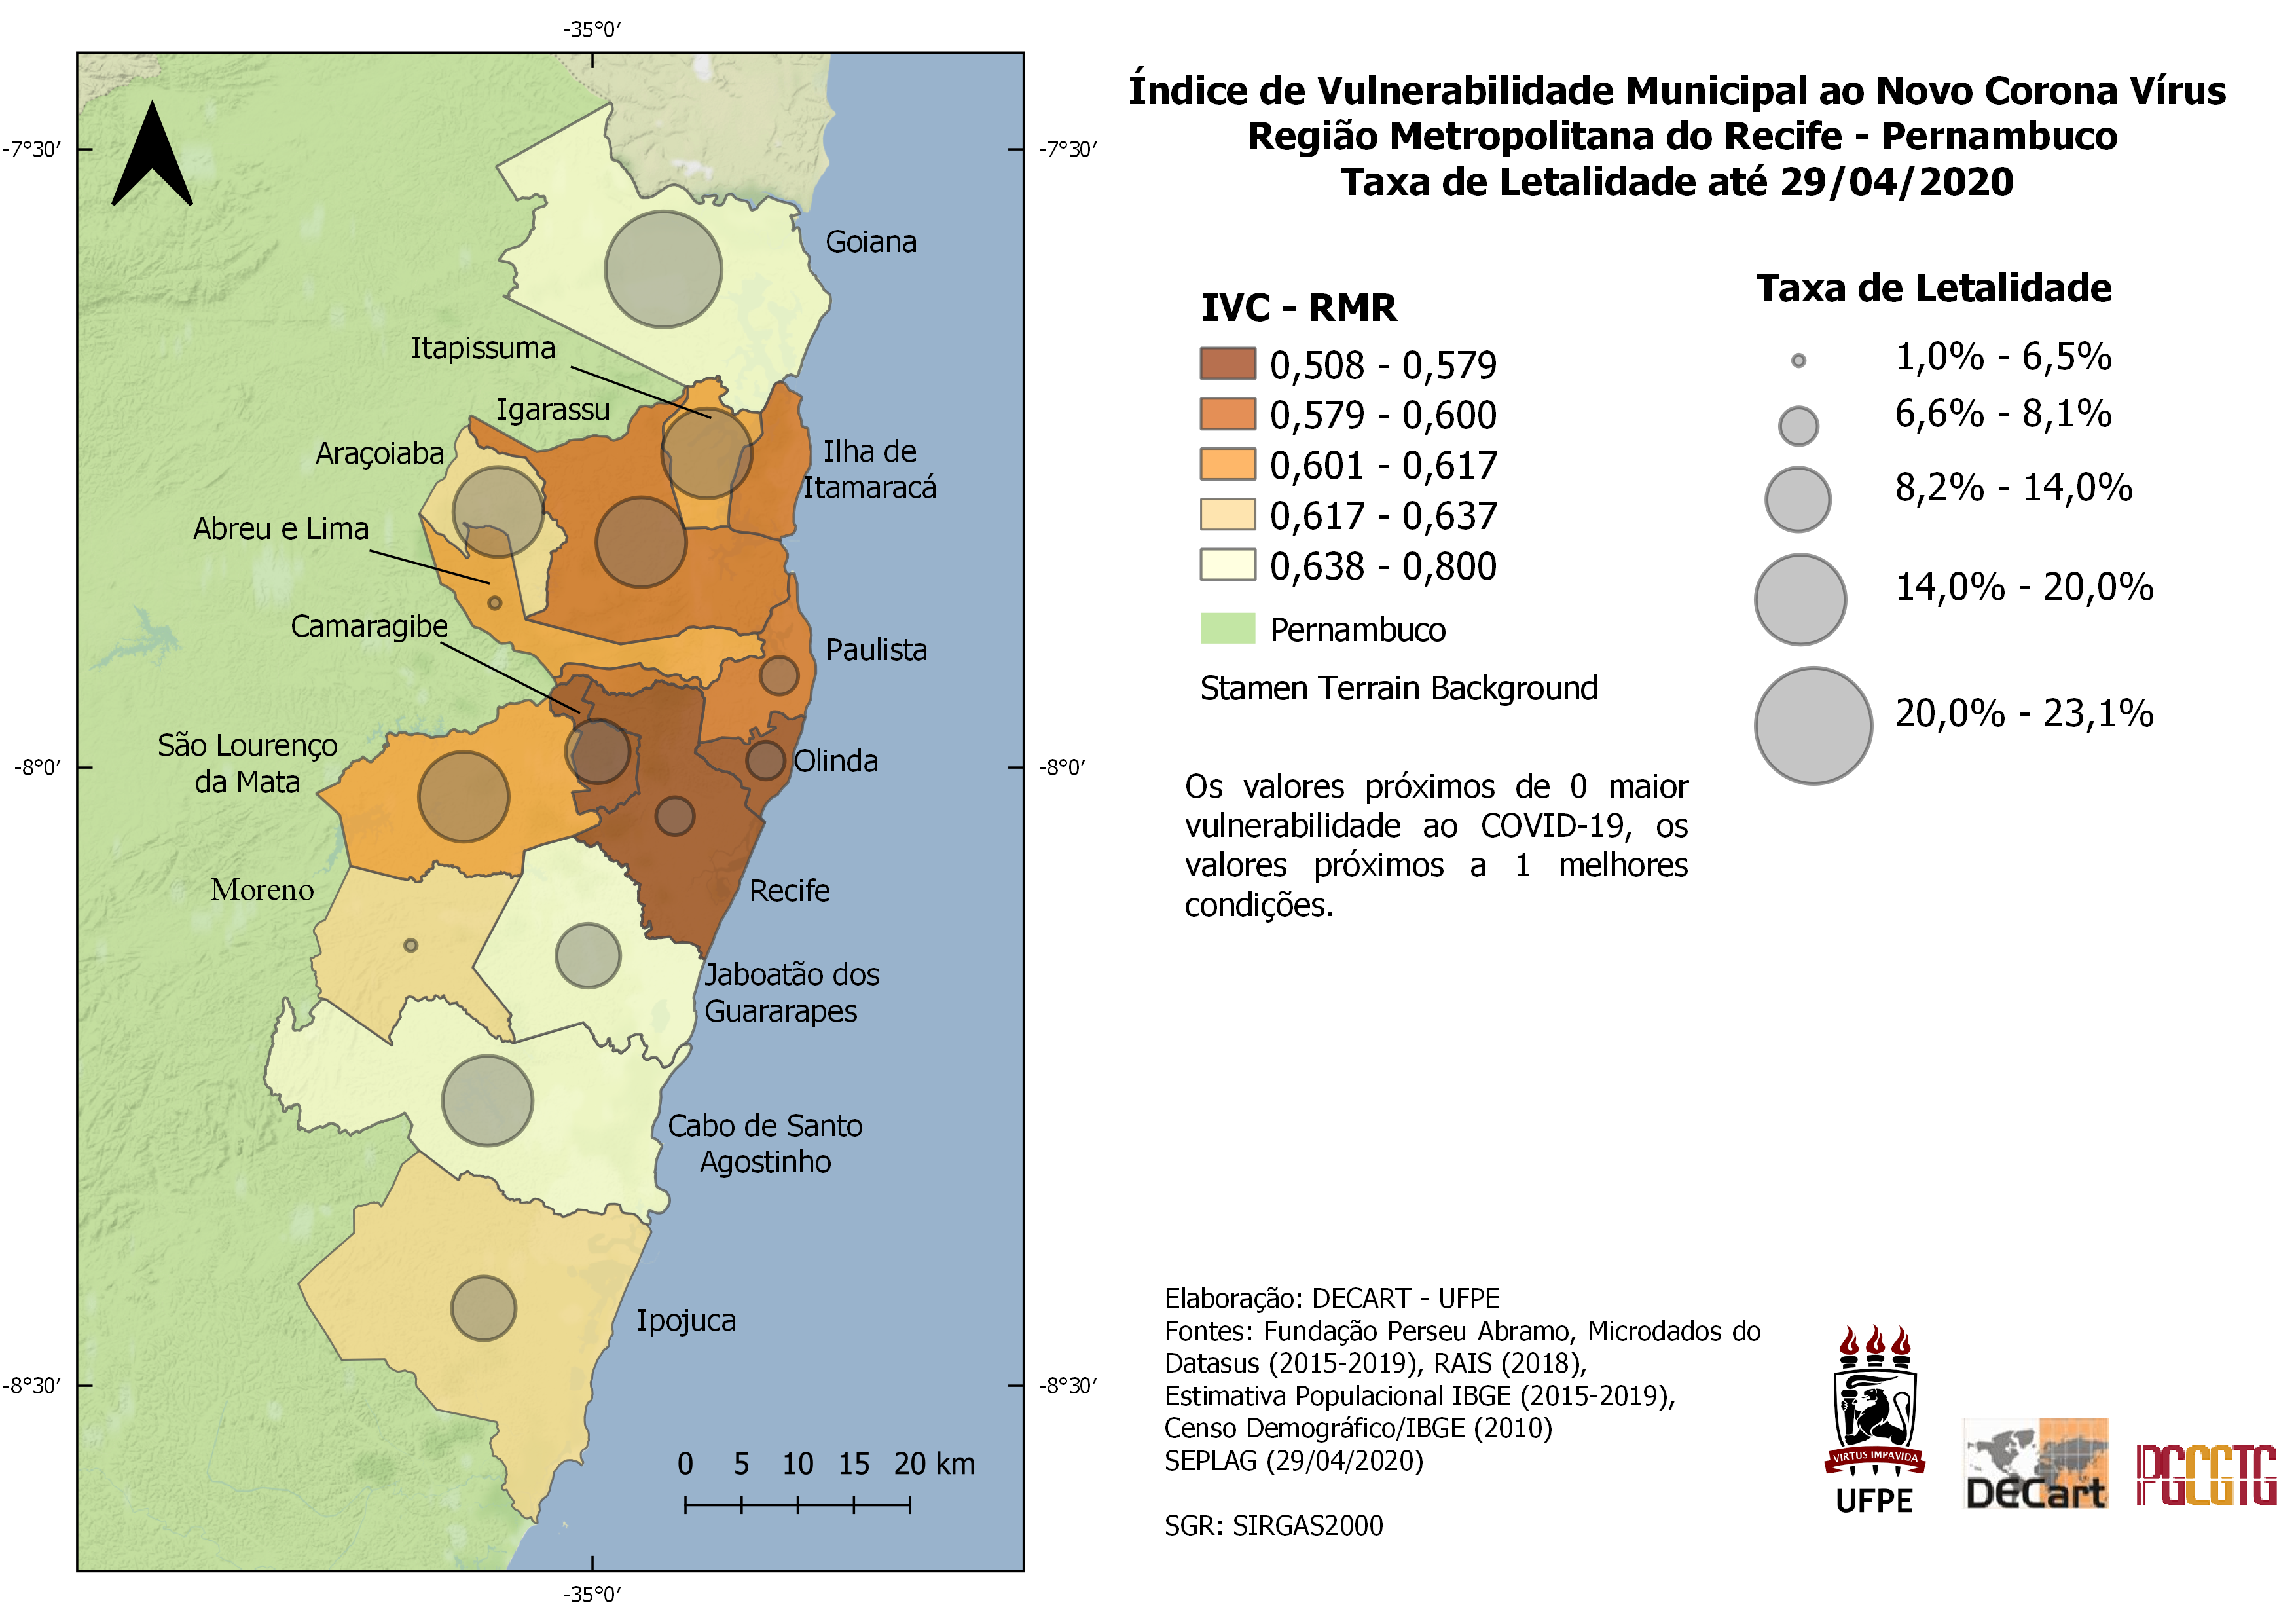 Índice de Vulnerabilidade Municipal ao Novo Corona Vírus
Região Metropolitana do Recife - Pernambuco
Taxa de Letalidade até 29/04/2020
-35°0′
-7°30′
-7°30′
Goiana
Itapissuma
Igarassu
Araçoiaba
Ilha de
Itamaracá
Abreu e Lima
Camaragibe
Paulista
São Lourenço
da Mata
-8°0′
-8°0′
Olinda
Moreno
Recife
Jaboatão dos
Guararapes
Cabo de Santo
Agostinho
Ipojuca
-8°30′
-8°30′
0 5 10 15 20 km
-35°0′
IVC - RMR
0,508 - 0,579
0,579 - 0,600
0,601 - 0,617
0,617 - 0,637
0,638 - 0,800
Pernambuco
Stamen Terrain Background
Taxa de Letalidade
1,0% - 6,5%
6,6% - 8,1%
8,2% - 14,0%
14,0% - 20,0%
20,0% - 23,1%
Os valores próximos de 0 maior
vulnerabilidade ao COVID-19, os
valores próximos a 1 melhores
condições.
Elaboração: DECART - UFPE
Fontes: Fundação Perseu Abramo, Microdados do
Datasus (2015-2019), RAIS (2018),
Estimativa Populacional IBGE (2015-2019),
Censo Demográfico/IBGE (2010)
SEPLAG (29/04/2020)
SGR: SIRGAS2000
VIRTUS IMPAVIDA
UFPE
DECart
PGCGTG